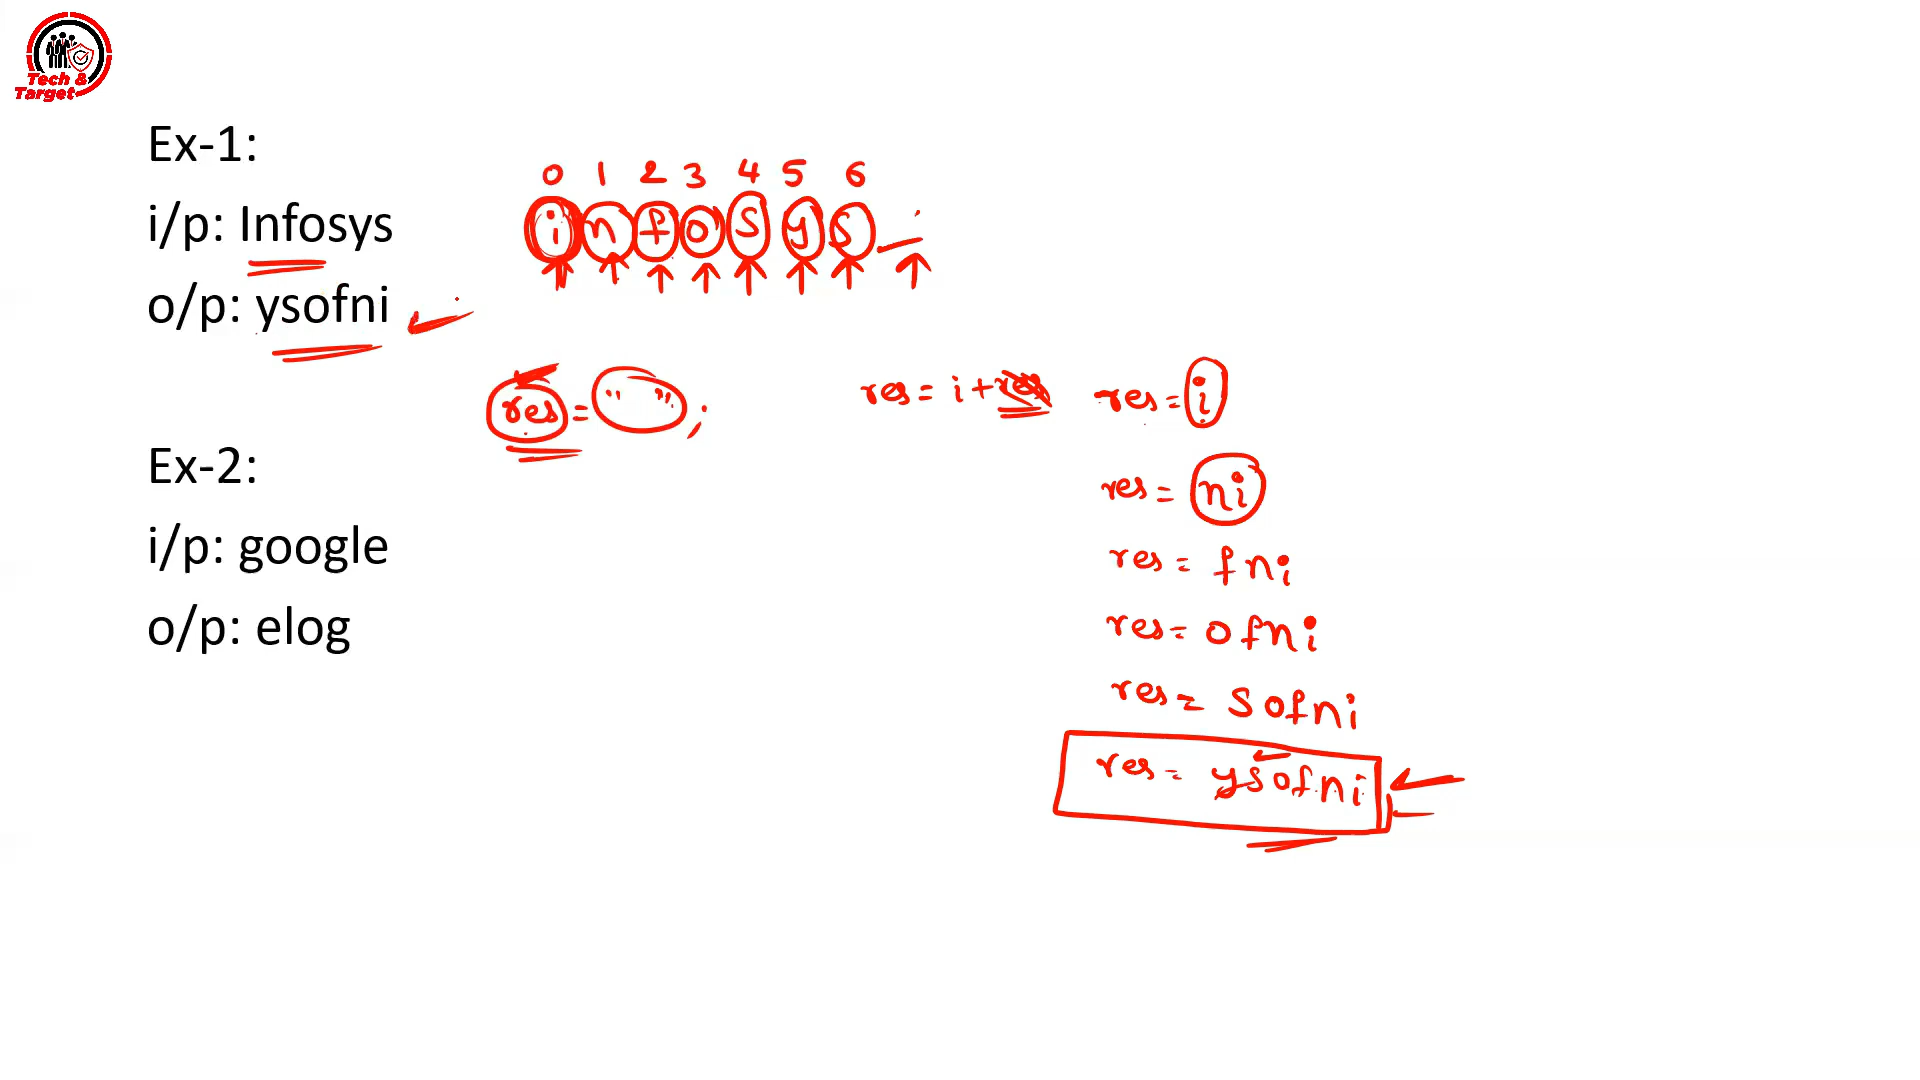 Tech &
Target
Ex-1:
i/p: Infosys
o/p: ysofni
0 1 2 3 4 5 6
i n f o s y s
res = " " ;
res = i + res
res = i
res = ni
res = fni
res = ofni
res = sofni
res = ysofni
Ex-2:
i/p: google
o/p: elog